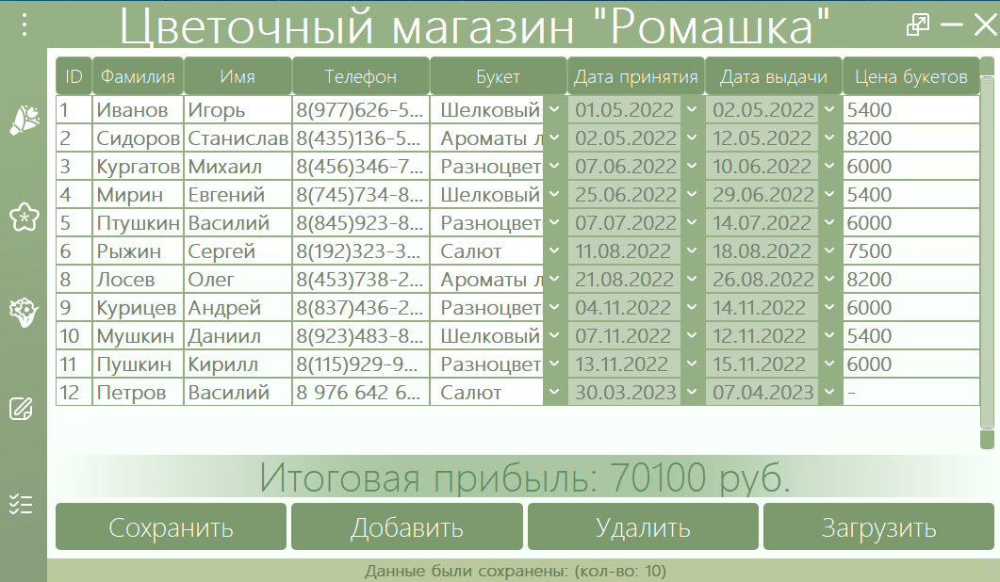 Цветочный магазин "Ромашка"
ID Фамилия Имя Телефон Букет Дата принятия Дата выдачи Цена букетов
1 Иванов Игорь 8(977)626-5... Шелковый 01.05.2022 02.05.2022 5400
2 Сидоров Станислав 8(435)136-5... Ароматы л 02.05.2022 12.05.2022 8200
3 Кургатов Михаил 8(456)346-7... Разноцвет 07.06.2022 10.06.2022 6000
4 Мирин Евгений 8(745)734-8... Шелковый 25.06.2022 29.06.2022 5400
5 Птушкин Василий 8(845)923-8... Разноцвет 07.07.2022 14.07.2022 6000
6 Рыжин Сергей 8(192)323-3... Салют 11.08.2022 18.08.2022 7500
8 Лосев Олег 8(453)738-2... Ароматы л 21.08.2022 26.08.2022 8200
9 Курицев Андрей 8(837)436-2... Разноцвет 04.11.2022 14.11.2022 6000
10 Мушкин Даниил 8(923)483-8... Шелковый 07.11.2022 12.11.2022 5400
11 Пушкин Кирилл 8(115)929-9... Разноцвет 13.11.2022 15.11.2022 6000
12 Петров Василий 8 976 642 6... Салют 30.03.2023 07.04.2023 -
Итоговая прибыль: 70100 руб.
Сохранить Добавить Удалить Загрузить
Данные были сохранены: (кол-во: 10)